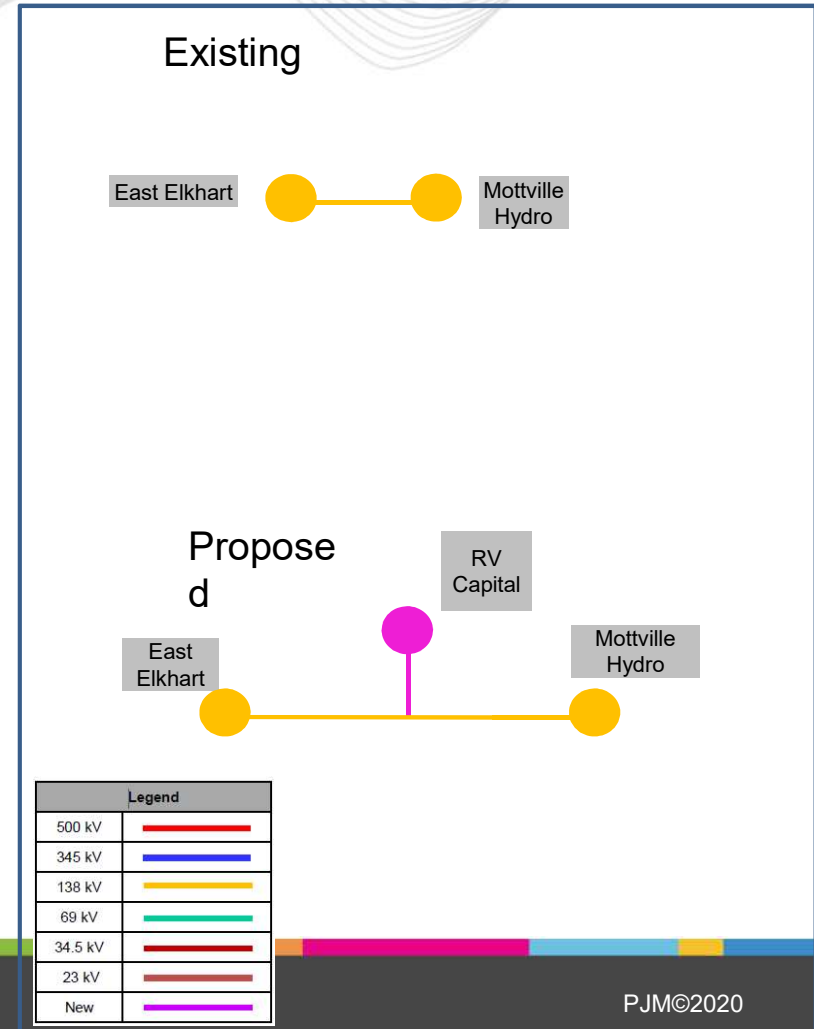 Existing
East Elkhart
Mottville
Hydro
Propose
d
RV
Capital
East
Elkhart
Mottville
Hydro
Legend
500 kV
345 kV
138 kV
69 kV
34.5 kV
23 kV
New
PJM©2020